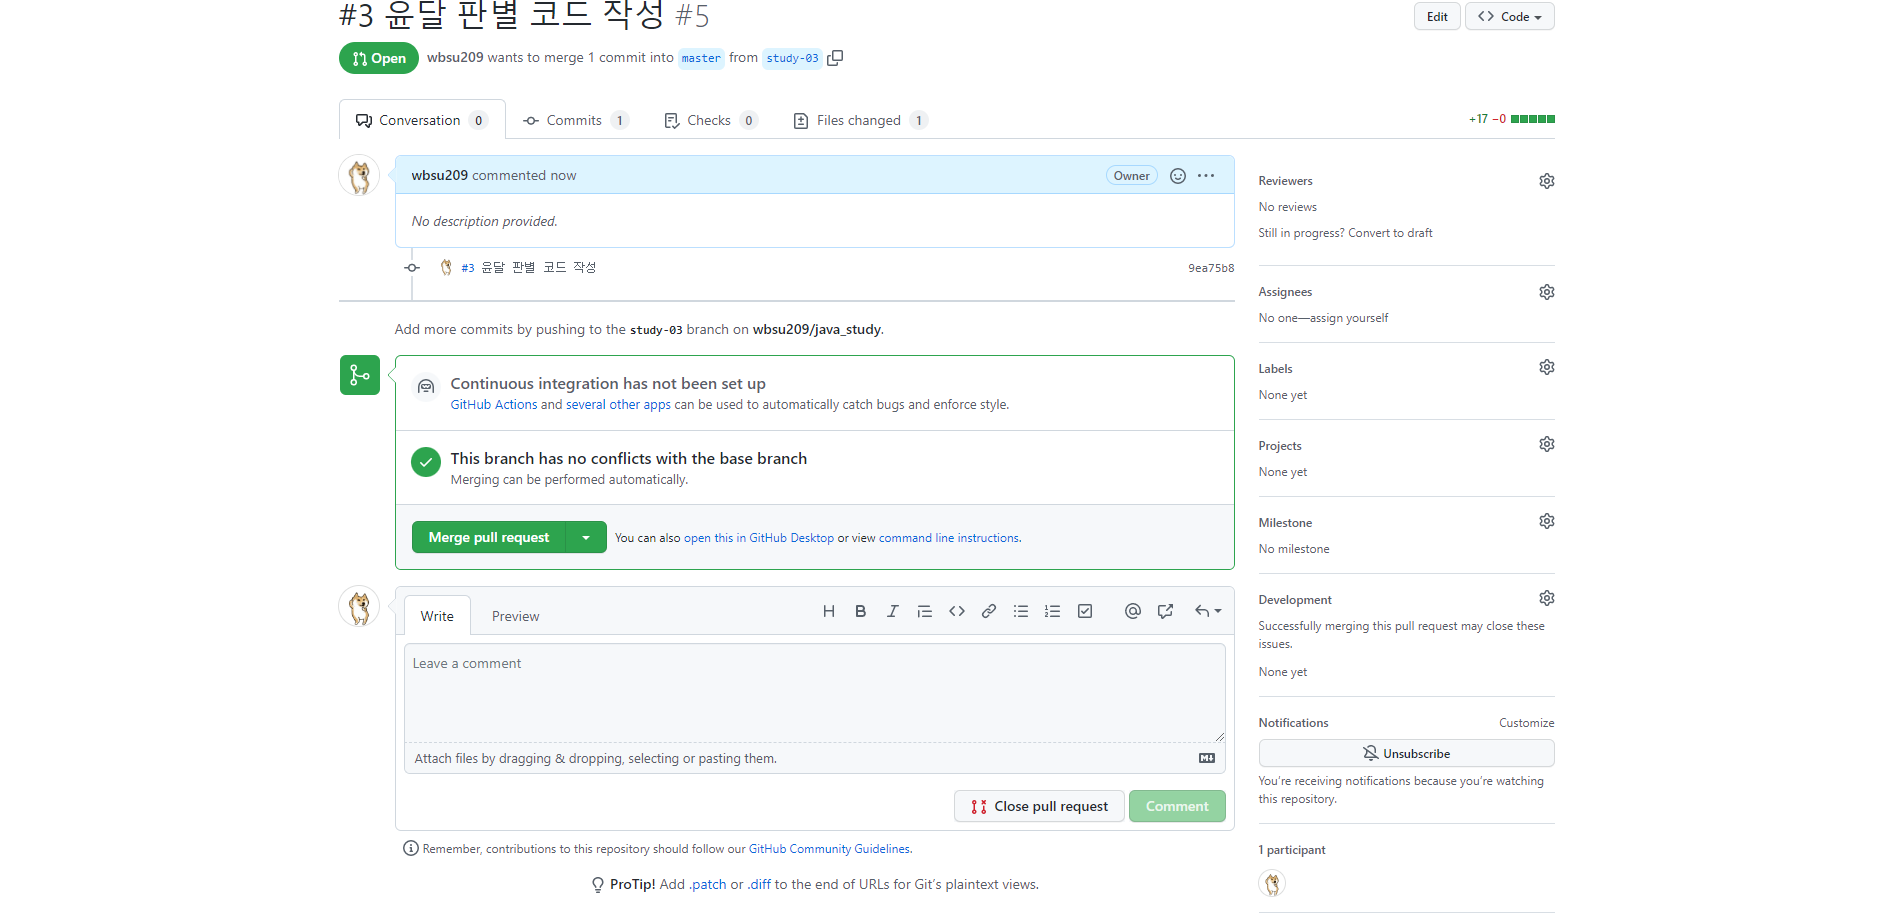 #3 윤달 판별 코드 작성 #5
Edit
Code
Open
wbsu209 wants to merge 1 commit into master from study-03
Conversation 0
Commits 1
Checks 0
Files changed 1
+17 −0
wbsu209 commented now
Owner
No description provided.
#3 윤달 판별 코드 작성
9ea75b8
Add more commits by pushing to the study-03 branch on wbsu209/java_study.
Continuous integration has not been set up
GitHub Actions and several other apps can be used to automatically catch bugs and enforce style.
This branch has no conflicts with the base branch
Merging can be performed automatically.
Merge pull request
You can also open this in GitHub Desktop or view command line instructions.
Write
Preview
Leave a comment
Attach files by dragging & dropping, selecting or pasting them.
Close pull request
Comment
Remember, contributions to this repository should follow our GitHub Community Guidelines.
ProTip! Add .patch or .diff to the end of URLs for Git’s plaintext views.
Reviewers
No reviews
Still in progress? Convert to draft
Assignees
No one—assign yourself
Labels
None yet
Projects
None yet
Milestone
No milestone
Development
Successfully merging this pull request may close these
issues.
None yet
Notifications
Customize
Unsubscribe
You’re receiving notifications because you’re watching
this repository.
1 participant